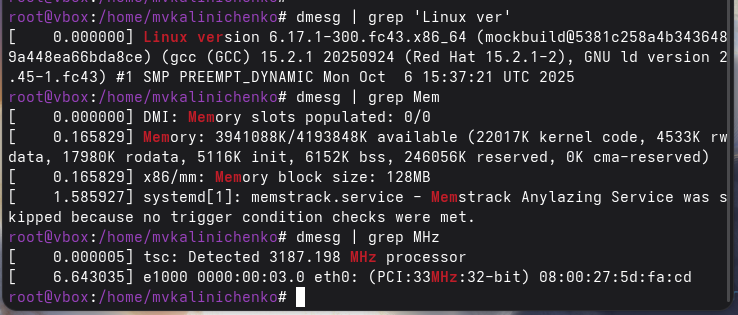 root@vbox:/home/mvkalinichenko# dmesg | grep 'Linux ver'
[    0.000000] Linux version 6.17.1-300.fc43.x86_64 (mockbuild@5381c258a4b343648
9a448ea66bda8ce) (gcc (GCC) 15.2.1 20250924 (Red Hat 15.2.1-2), GNU ld version 2
.45-1.fc43) #1 SMP PREEMPT_DYNAMIC Mon Oct  6 15:37:21 UTC 2025
root@vbox:/home/mvkalinichenko# dmesg | grep Mem
[    0.000000] DMI: Memory slots populated: 0/0
[    0.165829] Memory: 3941088K/4193848K available (22017K kernel code, 4533K rw
data, 17980K rodata, 5116K init, 6152K bss, 246056K reserved, 0K cma-reserved)
[    0.165829] x86/mm: Memory block size: 128MB
[    1.585927] systemd[1]: memstrack.service - Memstrack Anylazing Service was s
kipped because no trigger condition checks were met.
root@vbox:/home/mvkalinichenko# dmesg | grep MHz
[    0.000005] tsc: Detected 3187.198 MHz processor
[    6.643035] e1000 0000:00:03.0 eth0: (PCI:33MHz:32-bit) 08:00:27:5d:fa:cd
root@vbox:/home/mvkalinichenko#